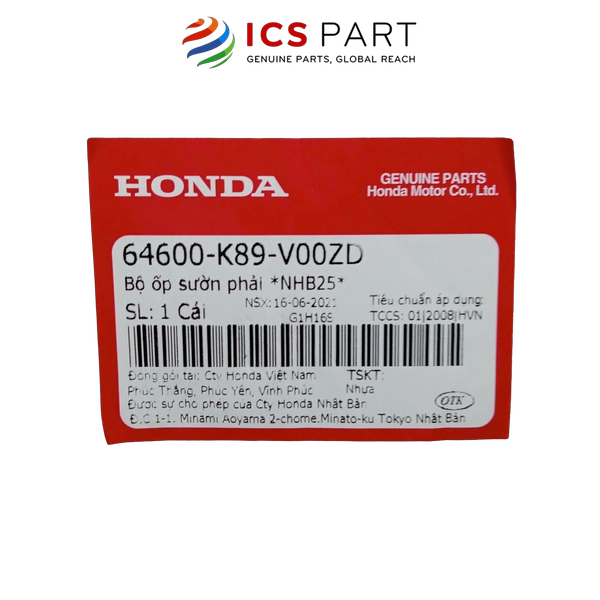 ICS PART
GENUINE PARTS, GLOBAL REACH
HONDA
GENUINE PARTS
Honda Motor Co., Ltd.
64600-K89-V00ZD
Bộ ốp sườn phải *NHB25*
SL: 1 Cái
NSX: 16-06-2021
G1H16S
Tiêu chuẩn áp dụng:
TCCS: 01|2008|HVN
Đóng gói tại: Cty Honda Việt Nam
Phúc Thắng, Phúc Yên, Vĩnh Phúc
Được sự cho phép của Cty Honda Nhật Bản
Đ.C 1-1. Minami Aoyama 2-chome.Minato-ku Tokyo Nhật Bản
TSKT:
Nhựa
OTK